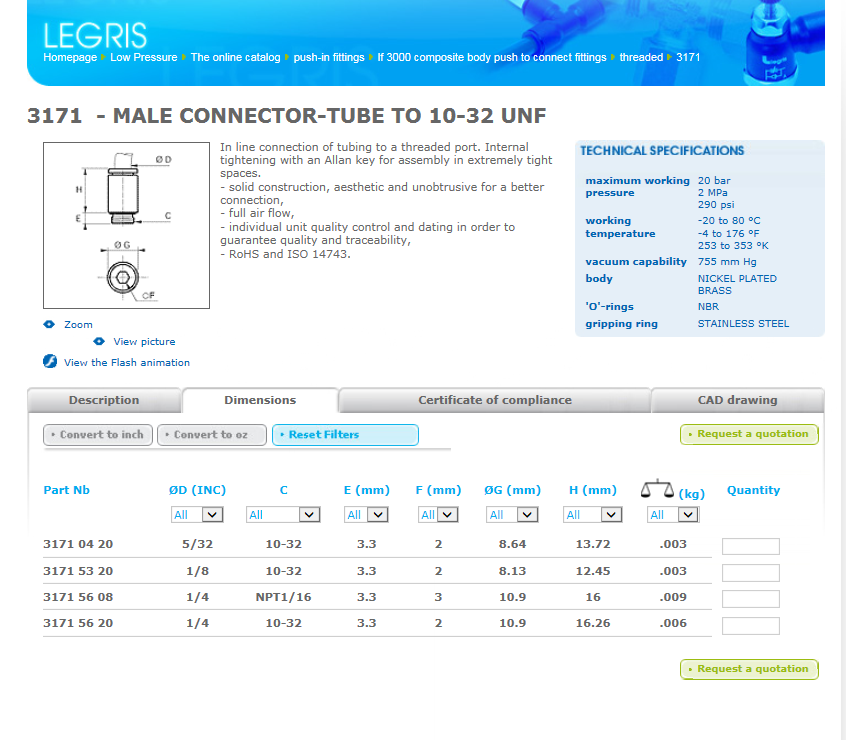 LEGRIS
Homepage Low Pressure The online catalog push-in fittings lf 3000 composite body push to connect fittings threaded 3171
3171 - MALE CONNECTOR-TUBE TO 10-32 UNF
ØD
H
E
C
ØG
F
In line connection of tubing to a threaded port. Internal
tightening with an Allan key for assembly in extremely tight
spaces.
- solid construction, aesthetic and unobtrusive for a better
connection,
- full air flow,
- individual unit quality control and dating in order to
guarantee quality and traceability,
- RoHS and ISO 14743.
TECHNICAL SPECIFICATIONS
maximum working pressure 20 bar
2 MPa
290 psi
working temperature -20 to 80 ºC
-4 to 176 ºF
253 to 353 ºK
vacuum capability 755 mm Hg
body NICKEL PLATED
BRASS
'O'-rings NBR
gripping ring STAINLESS STEEL
Zoom
View picture
View the Flash animation
Description Dimensions Certificate of compliance CAD drawing
Convert to inch Convert to oz Reset Filters Request a quotation
Part Nb ØD (INC) C E (mm) F (mm) ØG (mm) H (mm) (kg) Quantity
All All All All All All All
3171 04 20 5/32 10-32 3.3 2 8.64 13.72 .003
3171 53 20 1/8 10-32 3.3 2 8.13 12.45 .003
3171 56 08 1/4 NPT1/16 3.3 3 10.9 16 .009
3171 56 20 1/4 10-32 3.3 2 10.9 16.26 .006
Request a quotation